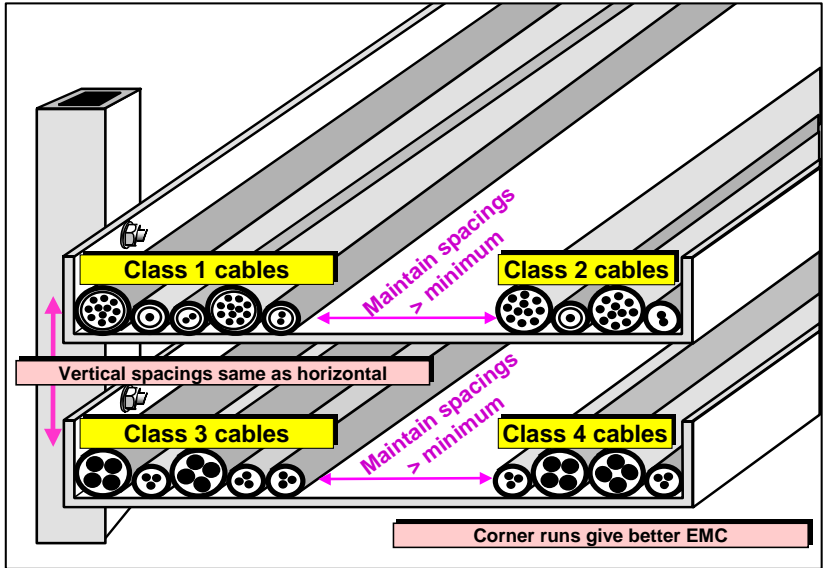 Class 1 cables
Maintain spacings
> minimum
Class 2 cables
Vertical spacings same as horizontal
Class 3 cables
Maintain spacings
> minimum
Class 4 cables
Corner runs give better EMC